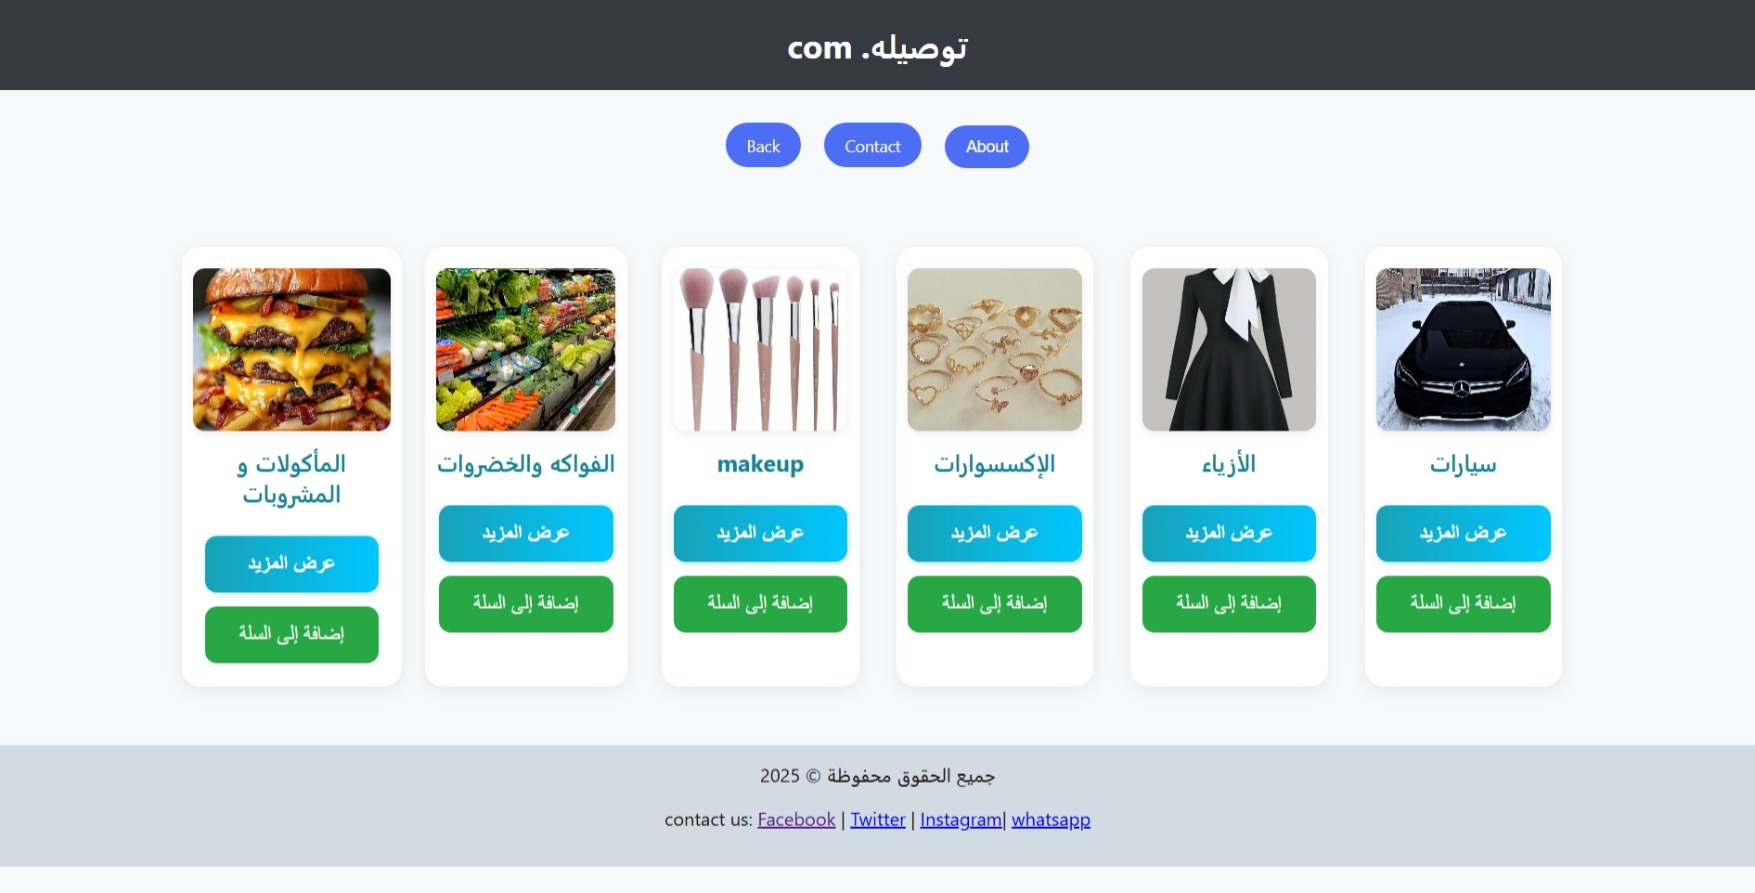 توصيله. com
Back
Contact
About
المأكولات و
المشروبات
عرض المزيد
إضافة إلى السلة
الفواكه والخضروات
عرض المزيد
إضافة إلى السلة
makeup
عرض المزيد
إضافة إلى السلة
الإكسسوارات
عرض المزيد
إضافة إلى السلة
الأزياء
عرض المزيد
إضافة إلى السلة
سيارات
عرض المزيد
إضافة إلى السلة
جميع الحقوق محفوظة © 2025
contact us: Facebook | Twitter | Instagram| whatsapp